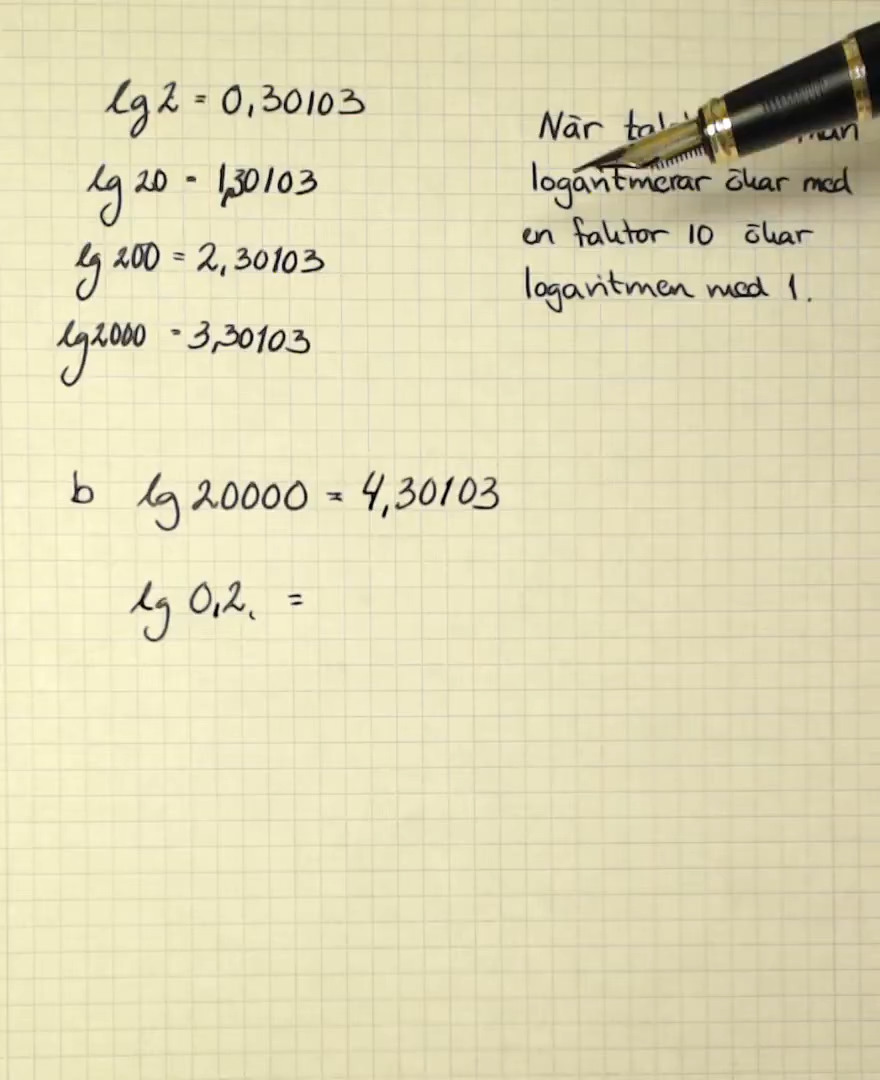 lg 2 = 0,30103
lg 20 = 1,30103
lg 200 = 2,30103
lg 2000 = 3,30103
När
logaritmerar ökar med
en faktor 10 ökar
logaritmen med 1.
b lg 20000 = 4,30103
lg 0,2 =